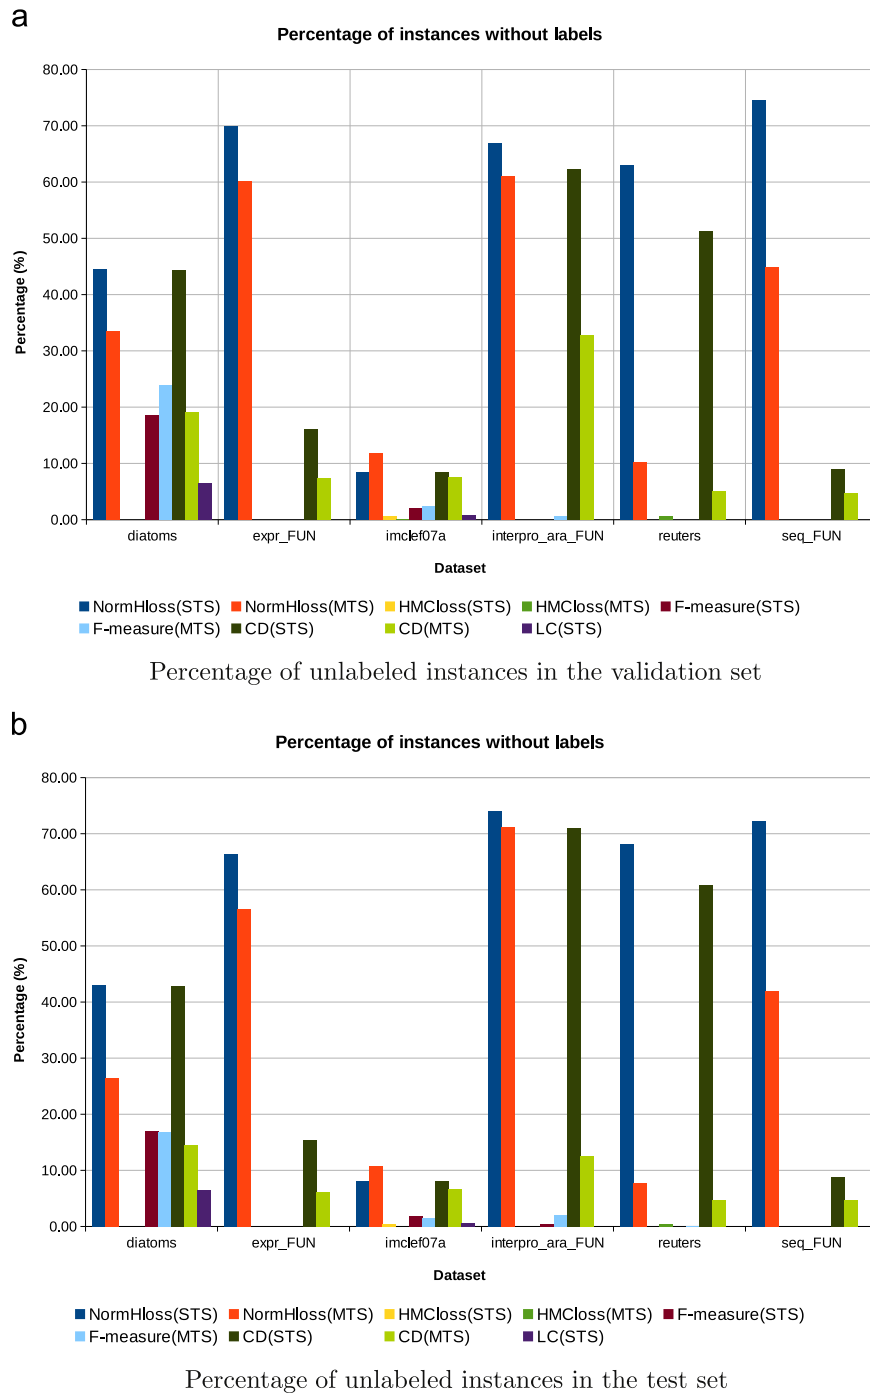 a
Percentage of instances without labels
80.00
70.00
60.00
50.00
40.00
30.00
20.00
10.00
0.00
Percentage (%)
diatoms expr_FUN imclef07a interpro_ara_FUN reuters seq_FUN
Dataset
NormHloss(STS) NormHloss(MTS) HMCloss(STS) HMCloss(MTS) F-measure(STS)
F-measure(MTS) CD(STS) CD(MTS) LC(STS)
Percentage of unlabeled instances in the validation set
b
Percentage of instances without labels
80.00
70.00
60.00
50.00
40.00
30.00
20.00
10.00
0.00
Percentage (%)
diatoms expr_FUN imclef07a interpro_ara_FUN reuters seq_FUN
Dataset
NormHloss(STS) NormHloss(MTS) HMCloss(STS) HMCloss(MTS) F-measure(STS)
F-measure(MTS) CD(STS) CD(MTS) LC(STS)
Percentage of unlabeled instances in the test set